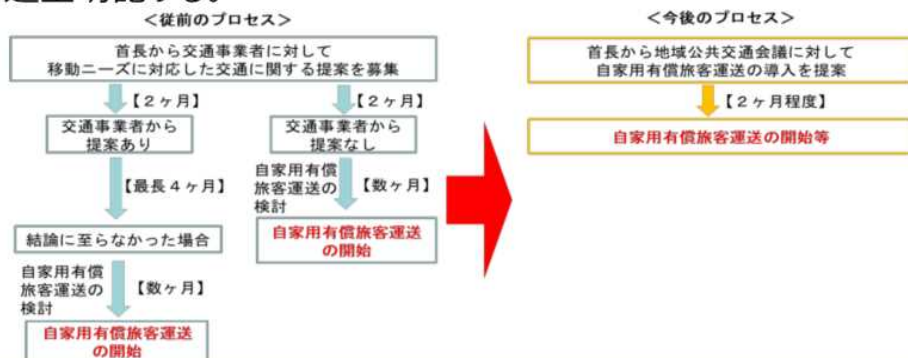 ＜従前のプロセス＞
首長から交通事業者に対して
移動ニーズに対応した交通に関する提案を募集
【２ヶ月】
交通事業者から
提案あり
【最長４ヶ月】
結論に至らなかった場合
自家用有償
旅客運送の
検討
【数ヶ月】
自家用有償旅客運送
の開始
【２ヶ月】
交通事業者から
提案なし
自家用有償
旅客運送の
検討
【数ヶ月】
自家用有償旅客運送
の開始
＜今後のプロセス＞
首長から地域公共交通会議に対して
自家用有償旅客運送の導入を提案
【２ヶ月程度】
自家用有償旅客運送の開始等